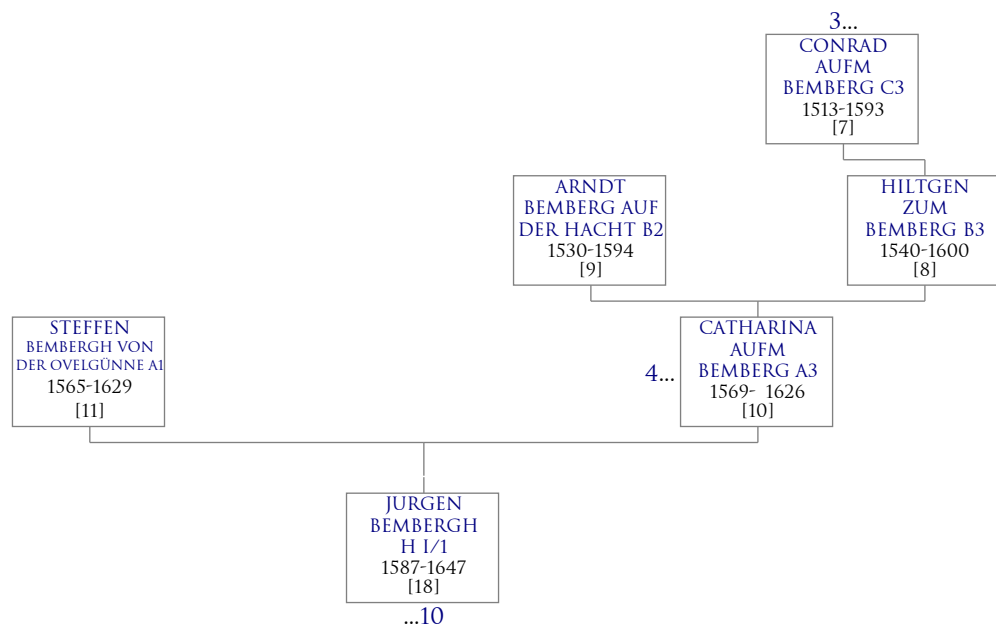 3...
CONRAD
AUFM
BEMBERG C3
1513-1593
[7]
ARNDT
BEMBERG AUF
DER HACHT B2
1530-1594
[9]
HILTGEN
ZUM
BEMBERG B3
1540-1600
[8]
STEFFEN
BEMBERGH VON
DER OVELGÜNNE A1
1565-1629
[11]
4...
CATHARINA
AUFM
BEMBERG A3
1569- 1626
[10]
JURGEN
BEMBERGH
H I/1
1587-1647
[18]
...10